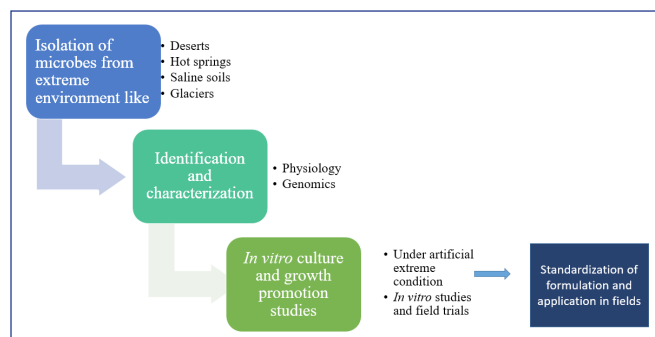 Isolation of
microbes from
extreme
environment like
• Deserts
• Hot springs
• Saline soils
• Glaciers
Identification
and
characterization
• Physiology
• Genomics
In vitro culture
and growth
promotion
studies
• Under artificial
extreme
condition
• In vitro studies
and field trials
Standardization of
formulation and
application in fields